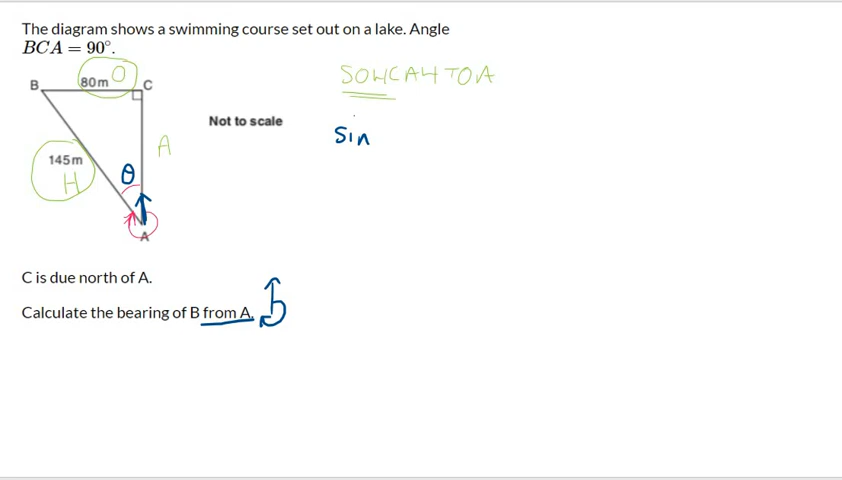 The diagram shows a swimming course set out on a lake. Angle
BCA = 90°.
80m O
B
C
SOHCAHTOA
Not to scale
sin
A
145m
θ
H
A
C is due north of A.
Calculate the bearing of B from A.